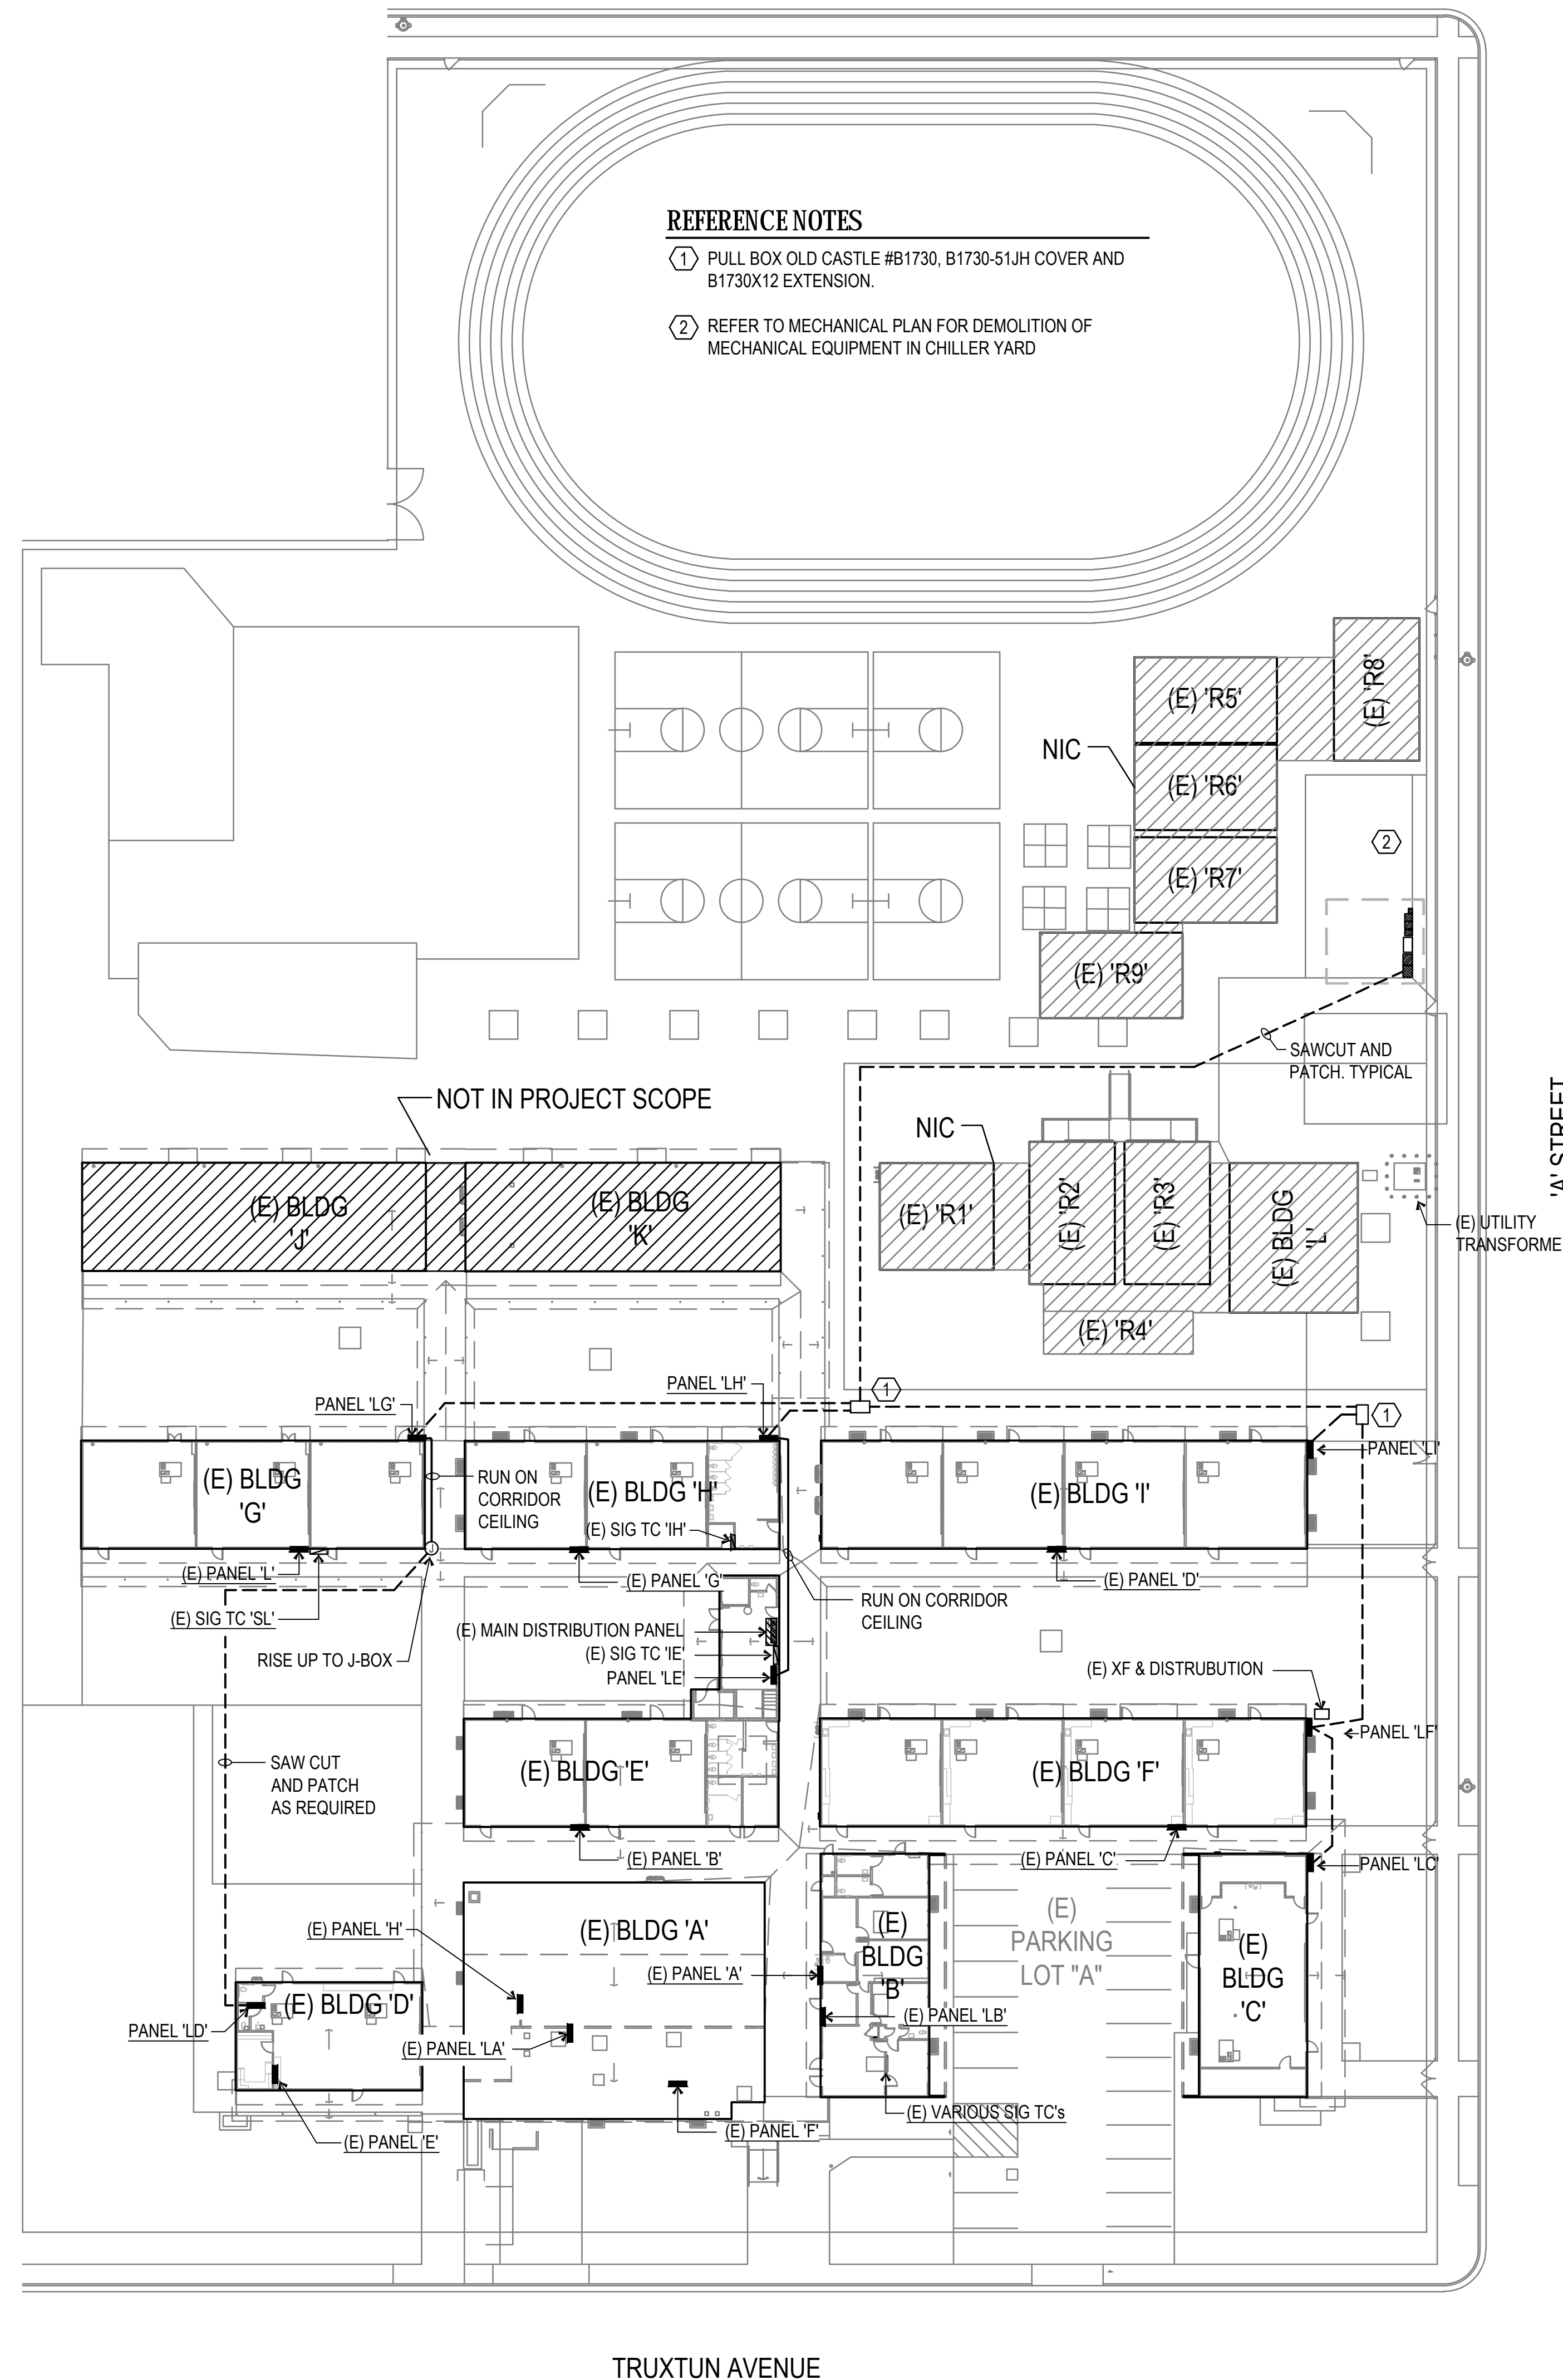 REFERENCE NOTES
1 PULL BOX OLD CASTLE #B1730, B1730-51JH COVER AND
B1730X12 EXTENSION.
2 REFER TO MECHANICAL PLAN FOR DEMOLITION OF
MECHANICAL EQUIPMENT IN CHILLER YARD
(E) 'R8'
(E) 'R5'
NIC
(E) 'R6'
2
(E) 'R7'
(E) 'R9'
SAWCUT AND
PATCH. TYPICAL
'A' STREET
NOT IN PROJECT SCOPE
NIC
(E) BLDG
'J'
(E) BLDG
'K'
(E) 'R1'
(E) 'R2'
(E) 'R3'
(E) BLDG
'L'
(E) UTILITY
TRANSFORME
(E) 'R4'
PANEL 'LH'
1
PANEL 'LG'
1
PANEL 'LI'
(E) BLDG
'G'
RUN ON
CORRIDOR
CEILING
(E) BLDG 'H'
(E) BLDG 'I'
(E) SIG TC 'IH'
J
(E) PANEL 'L'
(E) PANEL 'G'
(E) PANEL 'D'
(E) SIG TC 'SL'
RUN ON CORRIDOR
CEILING
(E) MAIN DISTRIBUTION PANEL
(E) SIG TC 'IE'
PANEL 'LE'
RISE UP TO J-BOX
(E) XF & DISTRUBUTION
PANEL 'LF'
SAW CUT
AND PATCH
AS REQUIRED
(E) BLDG 'E'
(E) BLDG 'F'
(E) PANEL 'B'
(E) PANEL 'C'
PANEL 'LC'
(E) PANEL 'H'
(E) BLDG 'A'
(E)
BLDG
'B'
(E)
PARKING
LOT "A"
(E)
BLDG
'C'
(E) PANEL 'A'
(E) BLDG 'D'
(E) PANEL 'LB'
PANEL 'LD'
(E) PANEL 'LA'
(E) VARIOUS SIG TC's
(E) PANEL 'F'
(E) PANEL 'E'
TRUXTUN AVENUE